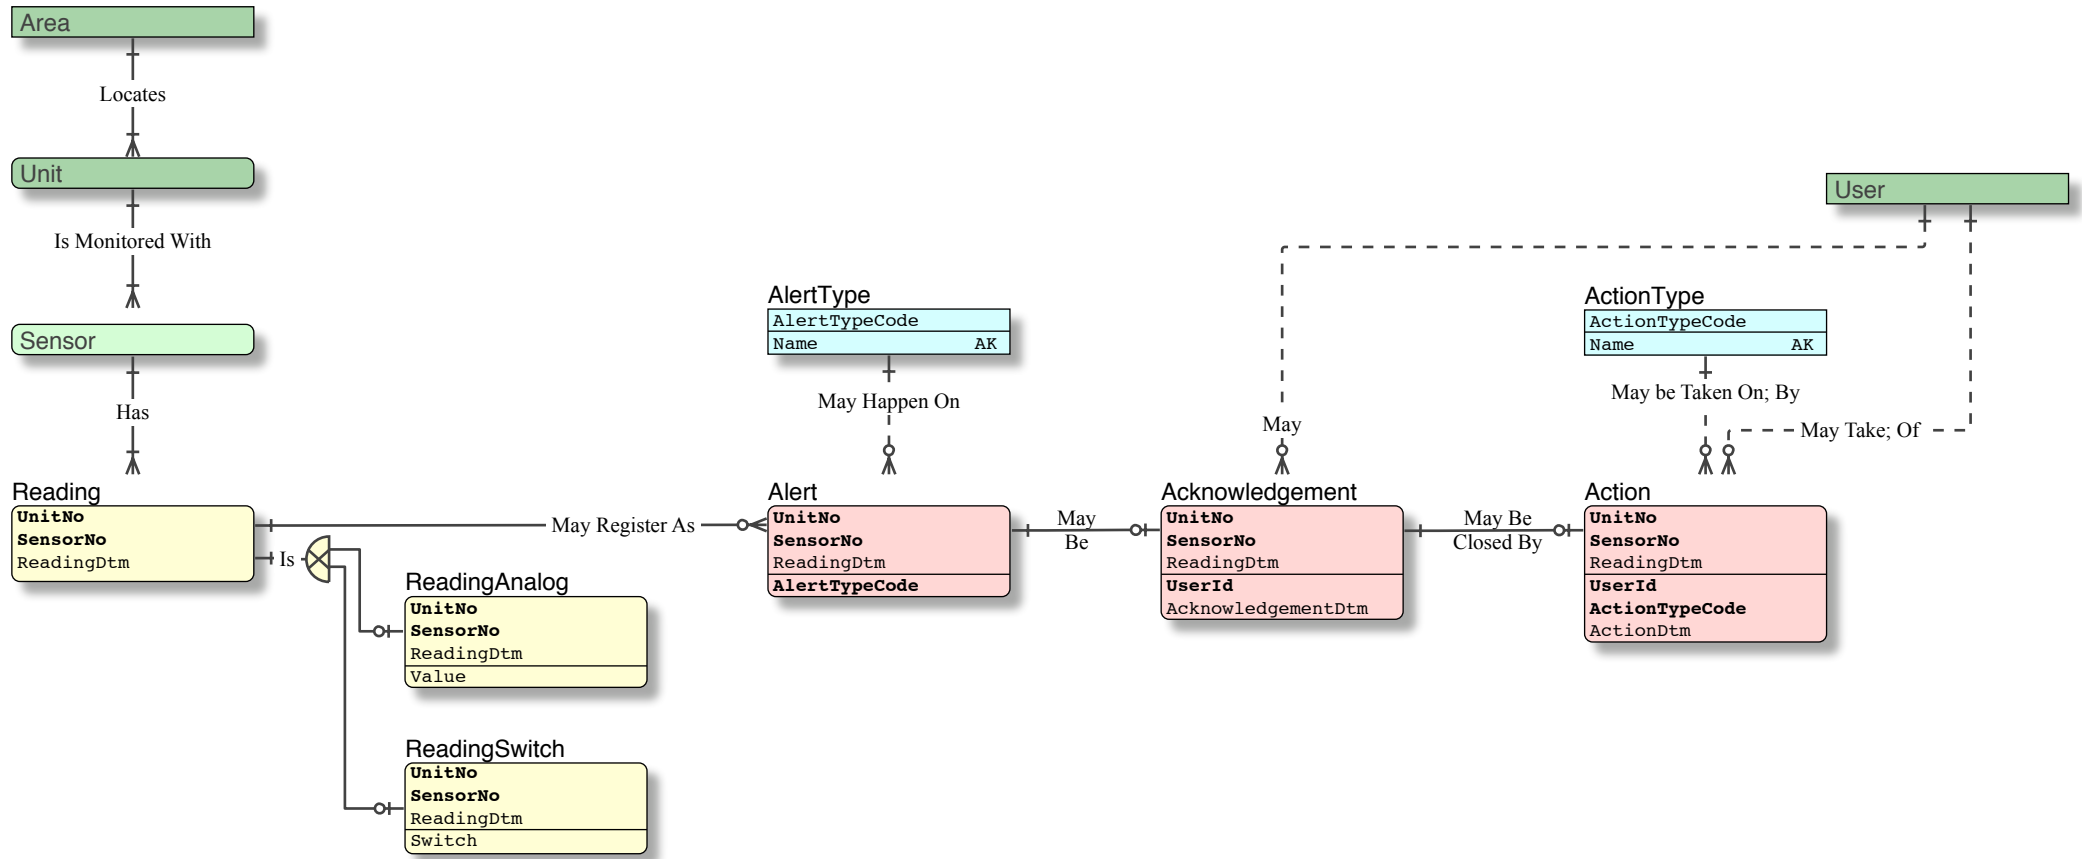 Area
Locates
Unit
Is Monitored With
Sensor
Has
Reading
UnitNo
SensorNo
ReadingDtm
May Register As
Is
ReadingAnalog
UnitNo
SensorNo
ReadingDtm
Value
ReadingSwitch
UnitNo
SensorNo
ReadingDtm
Switch
AlertType
AlertTypeCode
Name AK
May Happen On
Alert
UnitNo
SensorNo
ReadingDtm
AlertTypeCode
May
Be
User
May
Acknowledgement
UnitNo
SensorNo
ReadingDtm
UserId
AcknowledgementDtm
May Be
Closed By
ActionType
ActionTypeCode
Name AK
May be Taken On; By
May Take; Of
Action
UnitNo
SensorNo
ReadingDtm
UserId
ActionTypeCode
ActionDtm